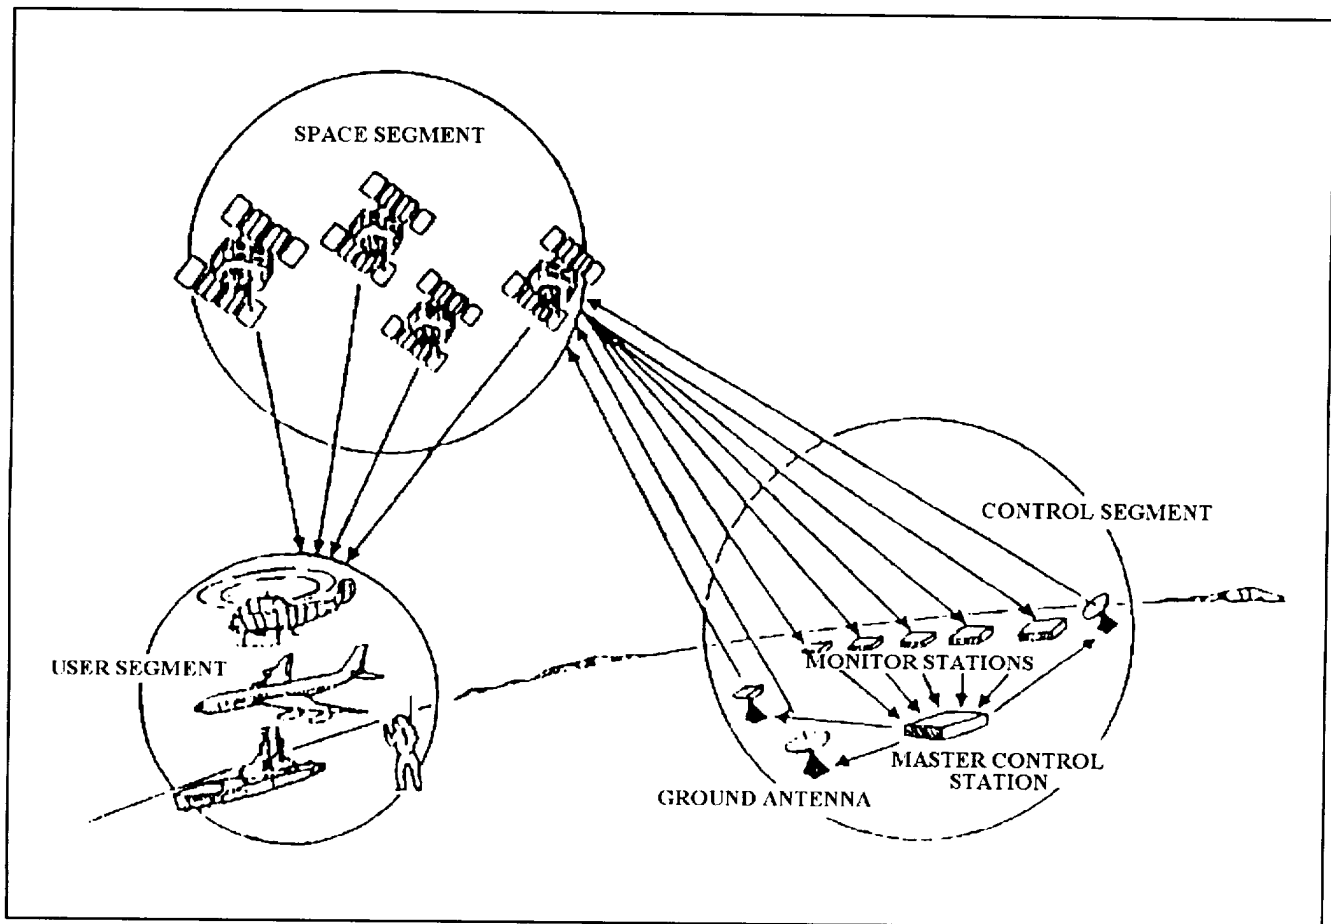 SPACE SEGMENT
CONTROL SEGMENT
USER SEGMENT
MONITOR STATIONS
MASTER CONTROL
STATION
GROUND ANTENNA